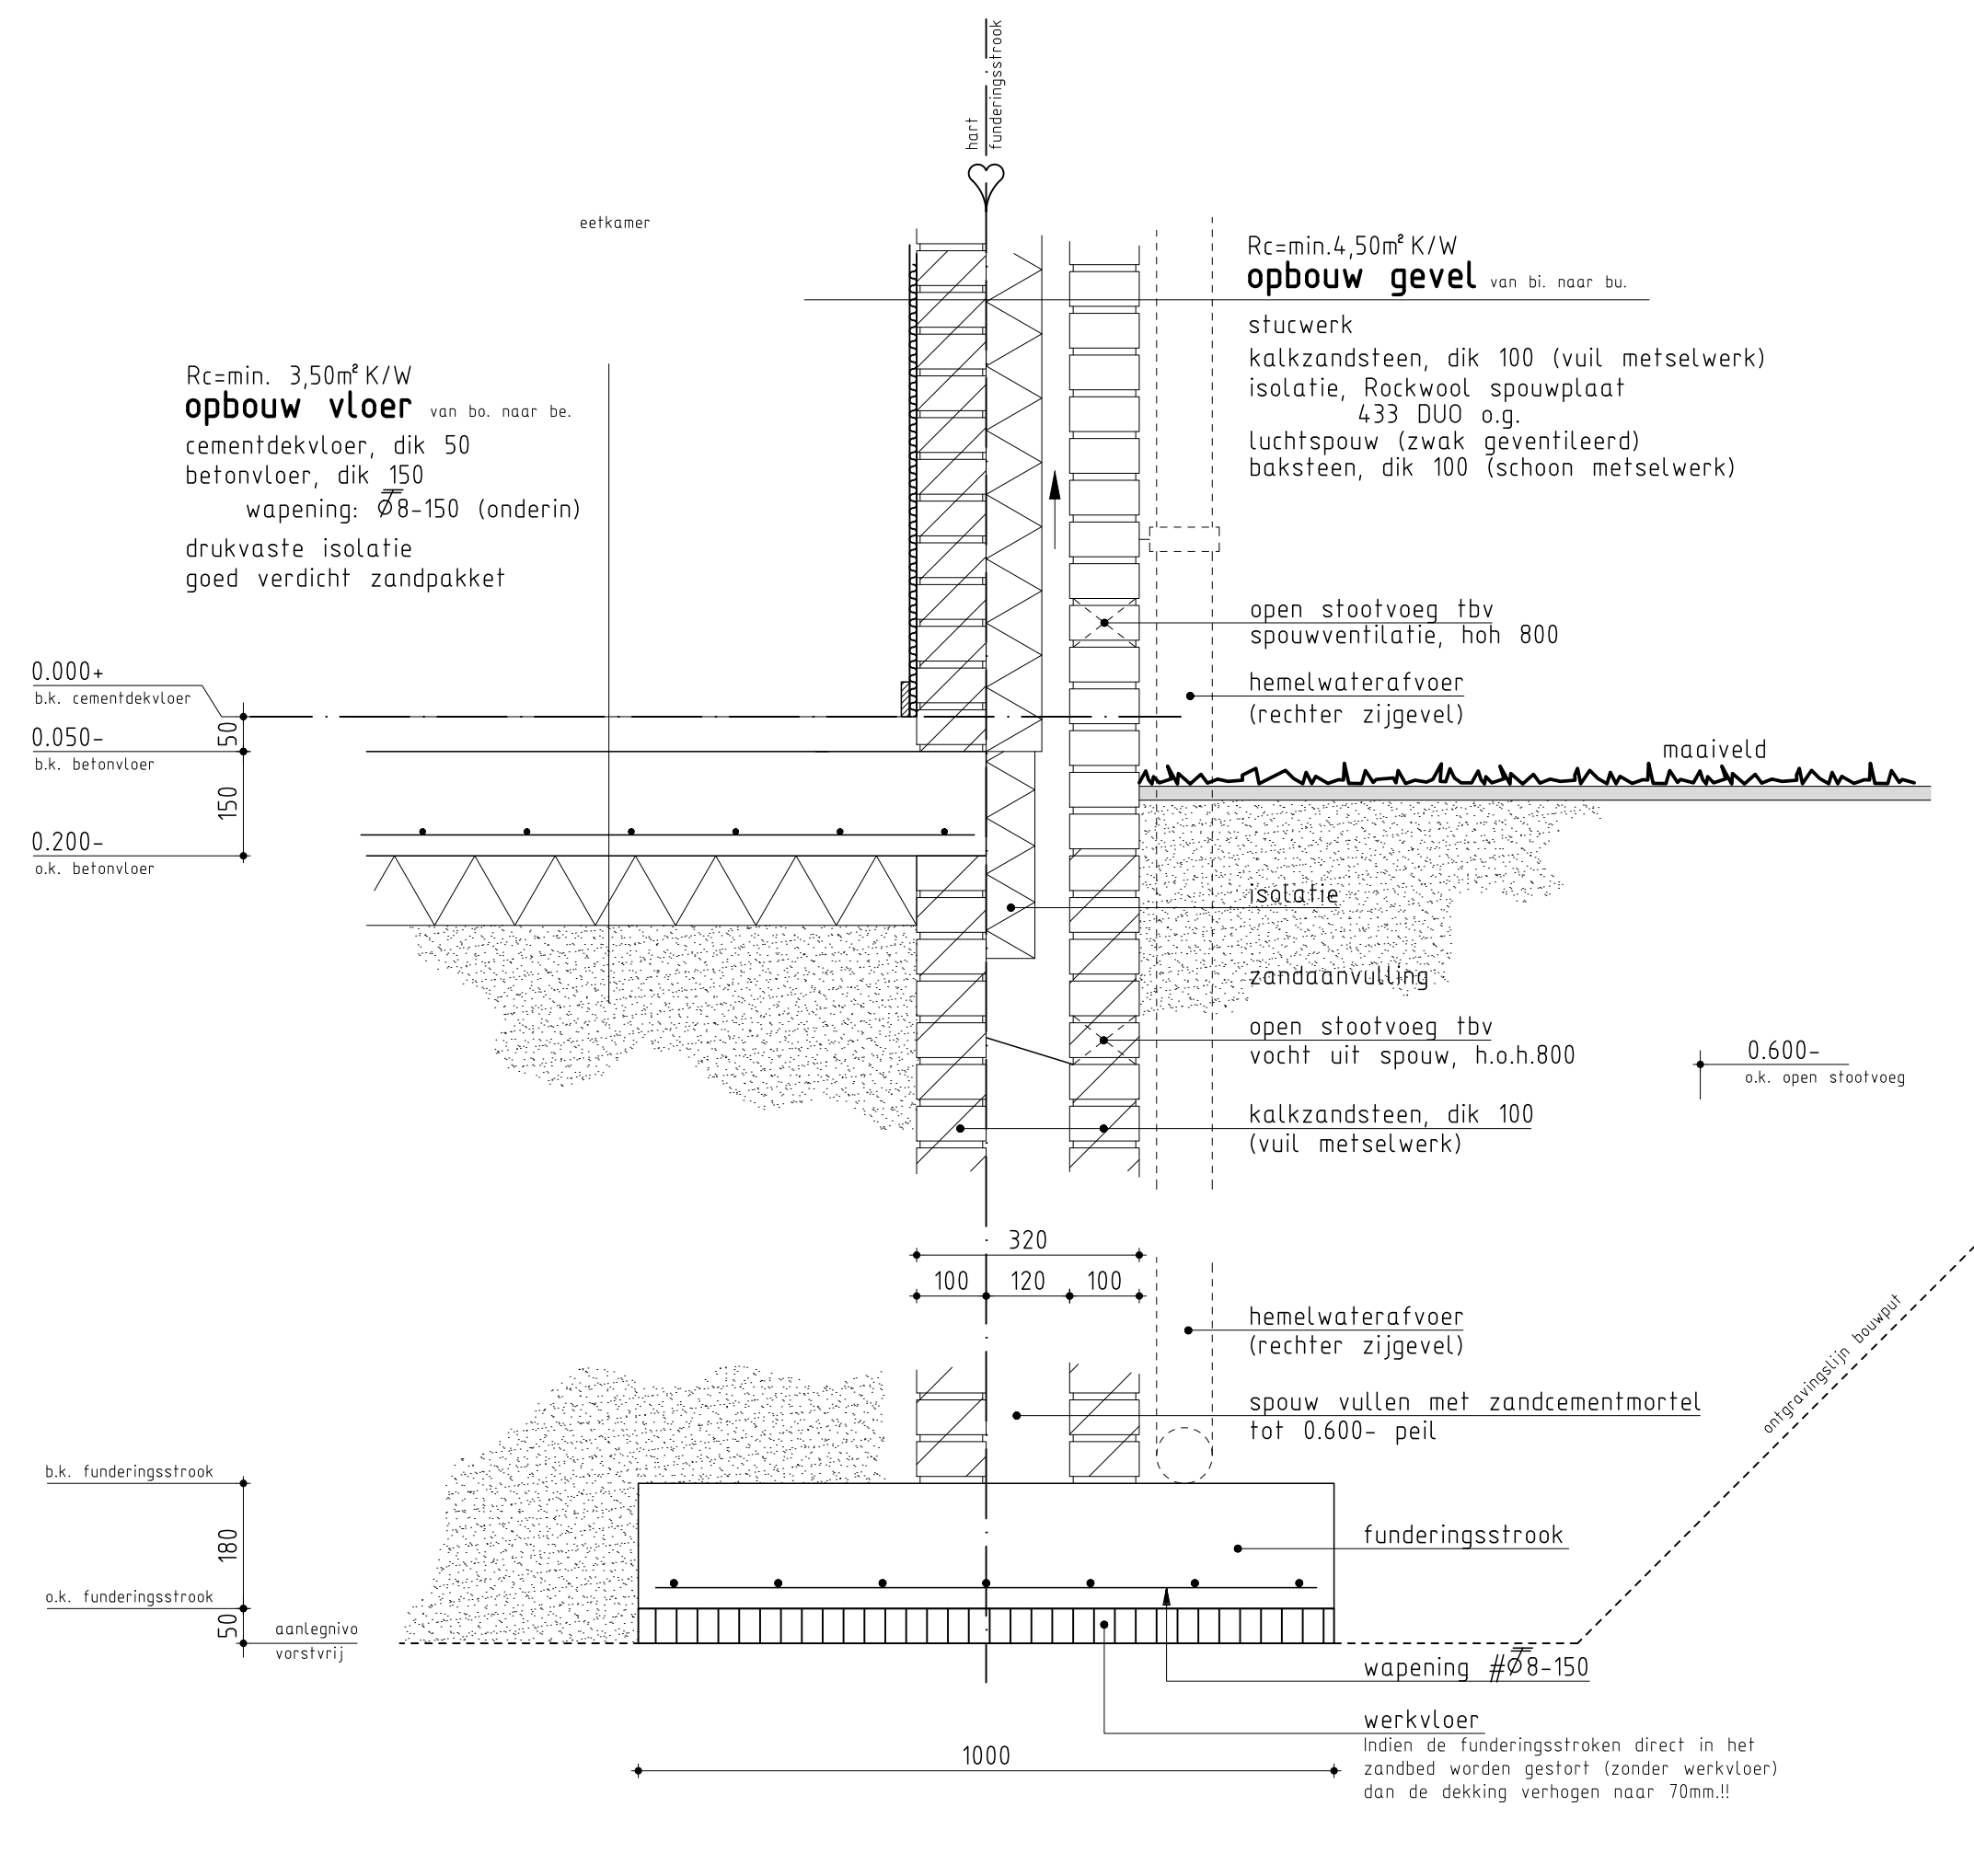 hart
funderingsstrook
eetkamer
Rc=min.4,50m² K/W
opbouw gevel van bi. naar bu.
stucwerk
kalkzandsteen, dik 100 (vuil metselwerk)
isolatie, Rockwool spouwplaat
433 DUO o.g.
luchtspouw (zwak geventileerd)
baksteen, dik 100 (schoon metselwerk)
Rc=min. 3,50m² K/W
opbouw vloer van bo. naar be.
cementdekvloer, dik 50
betonvloer, dik 150
wapening: Ø8-150 (onderin)
drukvaste isolatie
goed verdicht zandpakket
open stootvoeg tbv
spouwventilatie, hoh 800
0.000+
b.k. cementdekvloer
hemelwaterafvoer
(rechter zijgevel)
50
0.050-
b.k. betonvloer
maaiveld
150
0.200-
o.k. betonvloer
isolatie
zandaanvulling
open stootvoeg tbv
vocht uit spouw, h.o.h.800
0.600-
o.k. open stootvoeg
kalkzandsteen, dik 100
(vuil metselwerk)
320
100 120 100
hemelwaterafvoer
(rechter zijgevel)
ontgravingslijn bouwput
spouw vullen met zandcementmortel
tot 0.600- peil
b.k. funderingsstrook
180
funderingsstrook
o.k. funderingsstrook
50
aanlegnivo
vorstvrij
wapening #Ø8-150
werkvloer
Indien de funderingsstroken direct in het
zandbed worden gestort (zonder werkvloer)
dan de dekking verhogen naar 70mm.!!
1000